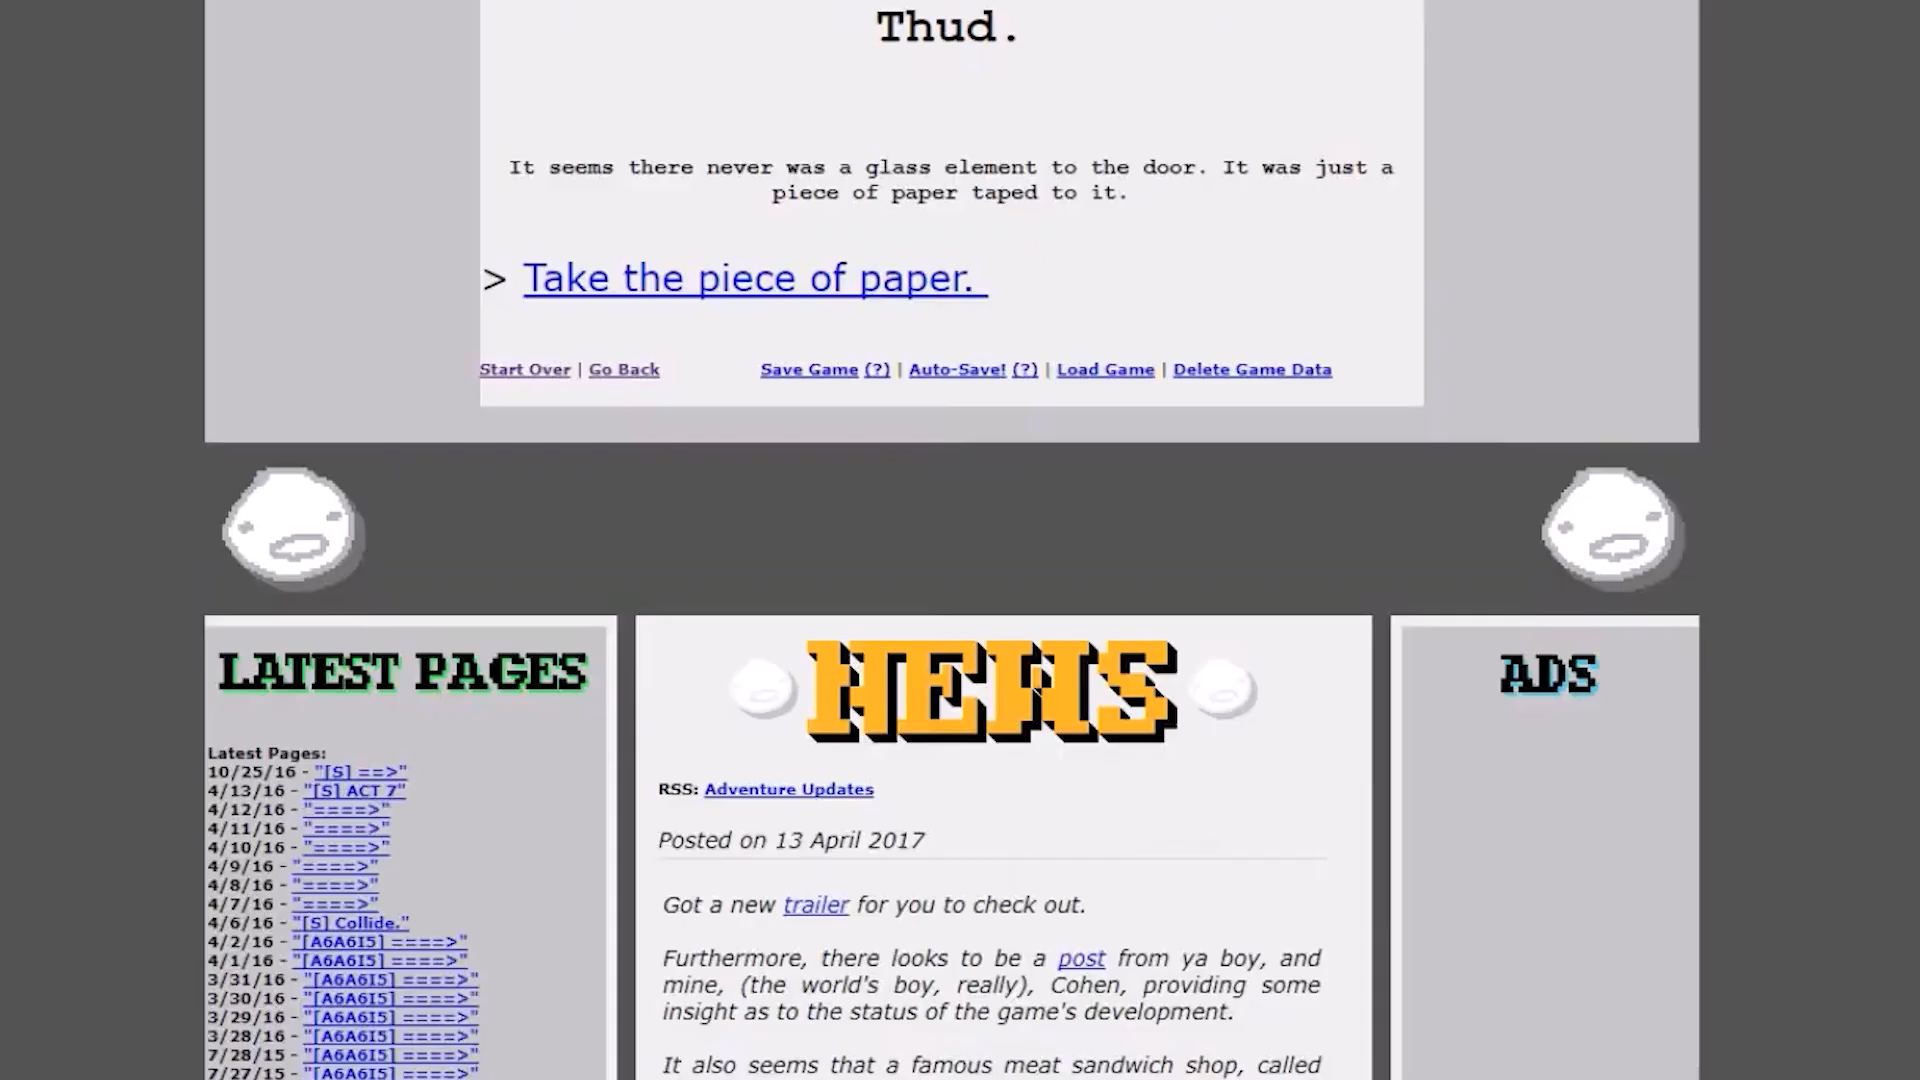 Thud.
It seems there never was a glass element to the door. It was just a
piece of paper taped to it.
> Take the piece of paper.
Start Over | Go Back Save Game (?) | Auto-Save! (?) | Load Game | Delete Game Data
LATEST PAGES
Latest Pages:
10/25/16 - "[S] ==>"
4/13/16 - "[S] ACT 7"
4/12/16 - "====>"
4/11/16 - "====>"
4/10/16 - "====>"
4/9/16 - "====>"
4/8/16 - "====>"
4/7/16 - "====>"
4/6/16 - "[S] Collide."
4/2/16 - "[A6A6I5] ====>"
4/1/16 - "[A6A6I5] ====>"
3/31/16 - "[A6A6I5] ====>"
3/30/16 - "[A6A6I5] ====>"
3/29/16 - "[A6A6I5] ====>"
3/28/16 - "[A6A6I5] ====>"
7/28/15 - "[A6A6I5] ====>"
7/27/15 - "[A6A6I5] ====>"
NEWS
RSS: Adventure Updates
Posted on 13 April 2017
Got a new trailer for you to check out.
Furthermore, there looks to be a post from ya boy, and
mine, (the world's boy, really), Cohen, providing some
insight as to the status of the game's development.
It also seems that a famous meat sandwich shop, called
ADS